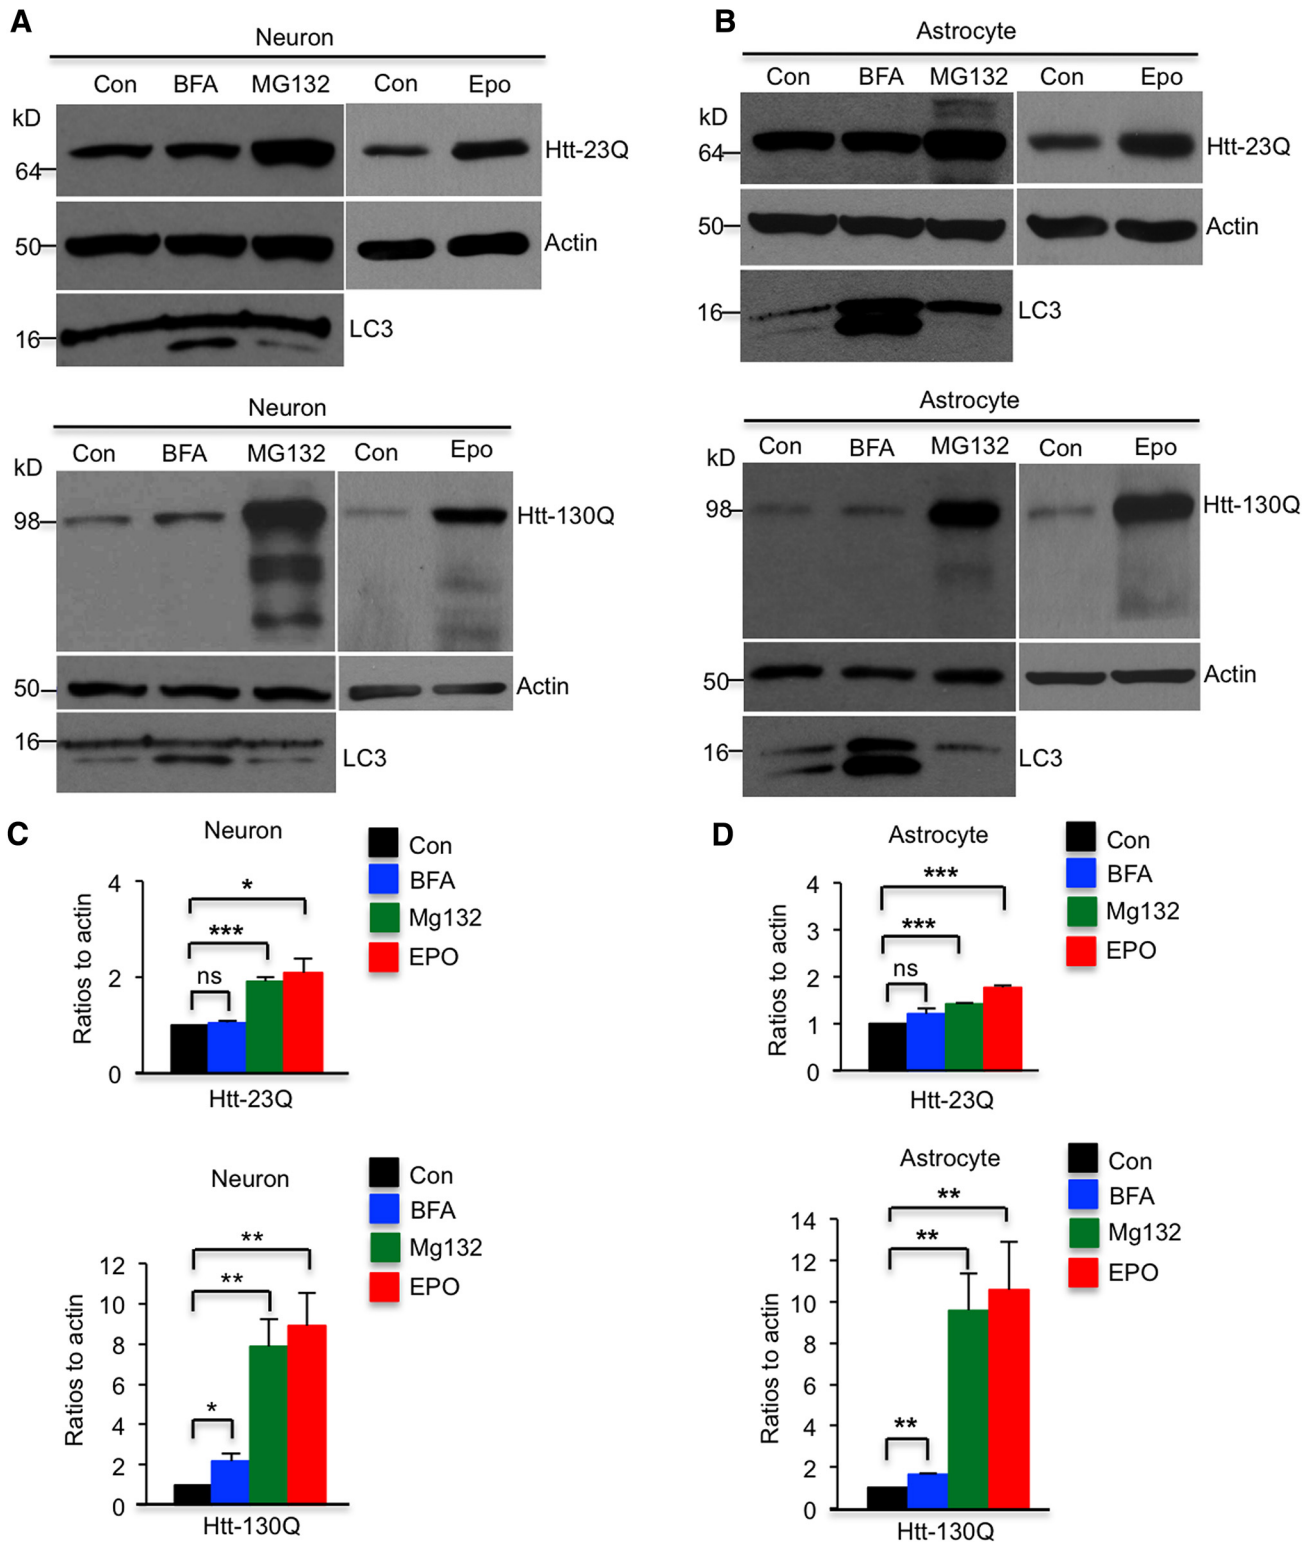 A
Neuron
Con BFA MG132 Con Epo
kD
64
Htt-23Q
50
Actin
16
LC3
Neuron
Con BFA MG132 Con Epo
kD
98
Htt-130Q
50
Actin
16
LC3
B
Astrocyte
Con BFA MG132 Con Epo
kD
64
Htt-23Q
50
Actin
16
LC3
Astrocyte
Con BFA MG132 Con Epo
kD
98
Htt-130Q
50
Actin
16
LC3
C
Neuron
Con
BFA
Mg132
EPO
Ratios to actin
4
2
0
*
***
ns
Htt-23Q
Neuron
Con
BFA
Mg132
EPO
Ratios to actin
12
10
8
6
4
2
0
**
**
*
Htt-130Q
D
Astrocyte
Con
BFA
Mg132
EPO
Ratios to actin
4
3
2
1
0
***
***
ns
Htt-23Q
Astrocyte
Con
BFA
Mg132
EPO
Ratios to actin
14
12
10
8
6
4
2
0
**
**
**
Htt-130Q